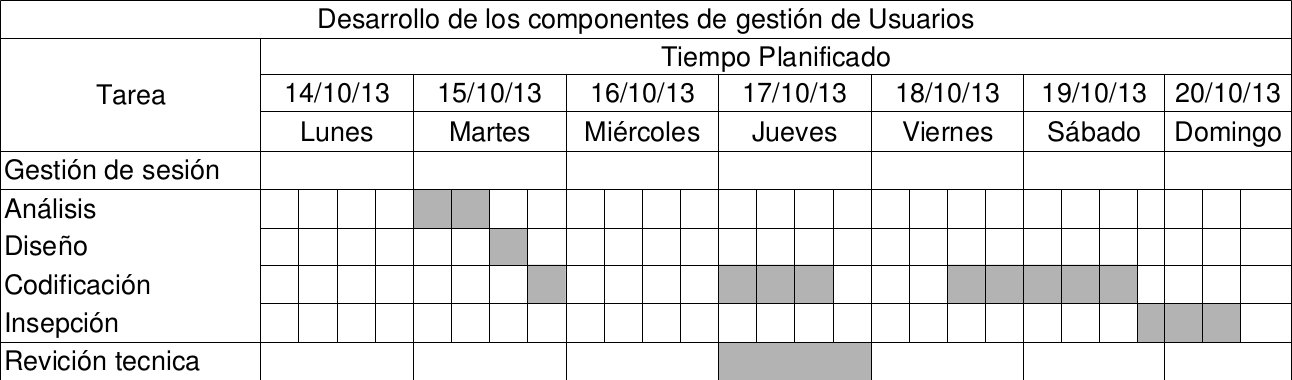 Desarrollo de los componentes de gestión de Usuarios
Tiempo Planificado
Tarea
14/10/13 15/10/13 16/10/13 17/10/13 18/10/13 19/10/13 20/10/13
Lunes Martes Miércoles Jueves Viernes Sábado Domingo
Gestión de sesión
Análisis
Diseño
Codificación
Insepción
Revición tecnica